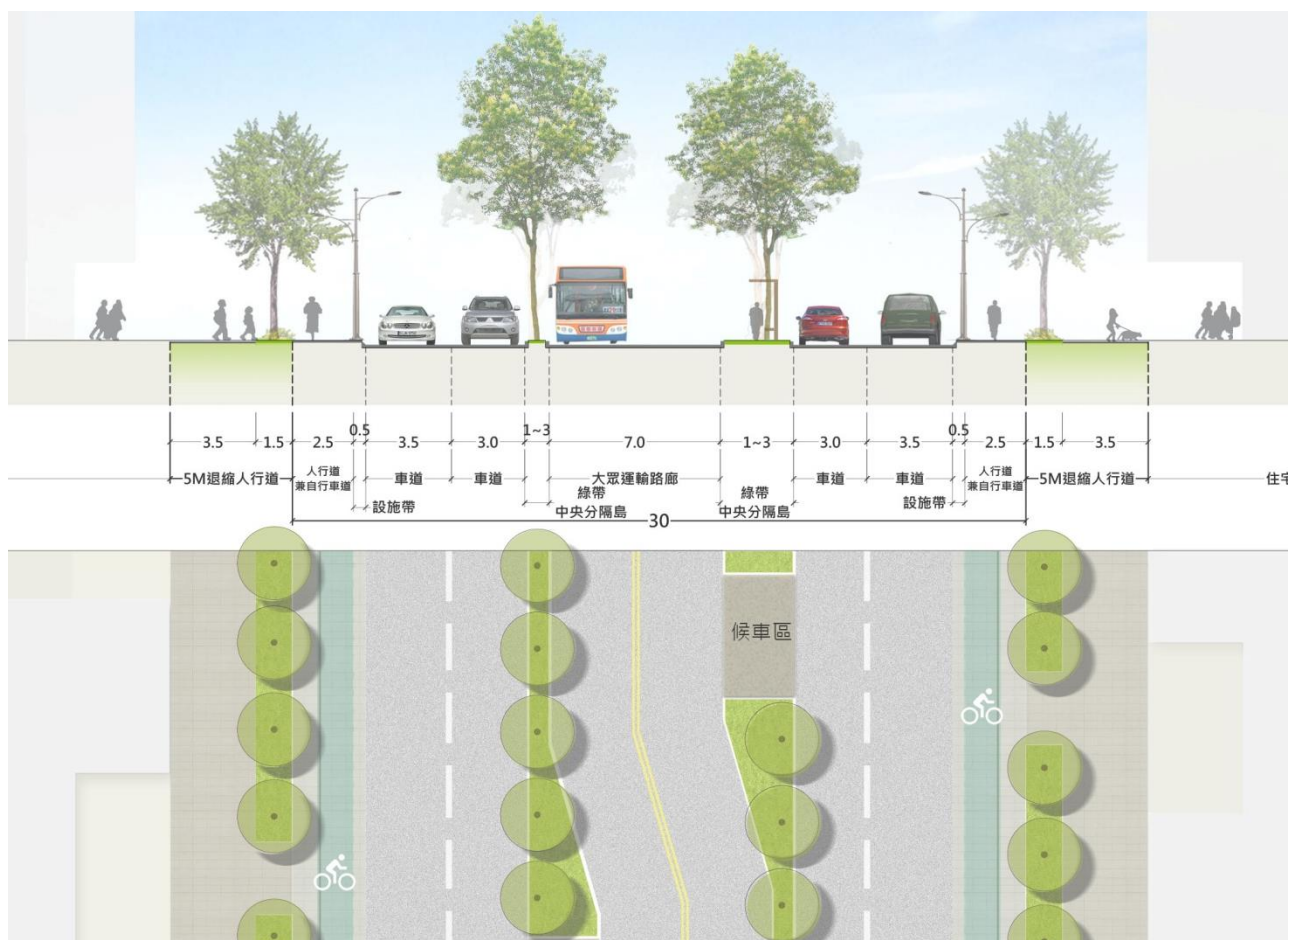 0.5 1~3 0.5
3.5 1.5 2.5 3.5 3.0 7.0 1~3 3.0 3.5 2.5 1.5 3.5
5M退縮人行道 人行道 車道 車道 大眾運輸路廊 車道 車道 人行道 5M退縮人行道 住宅
兼自行車道 兼自行車道
綠帶 綠帶
設施帶 中央分隔島 中央分隔島 設施帶
30
候車區